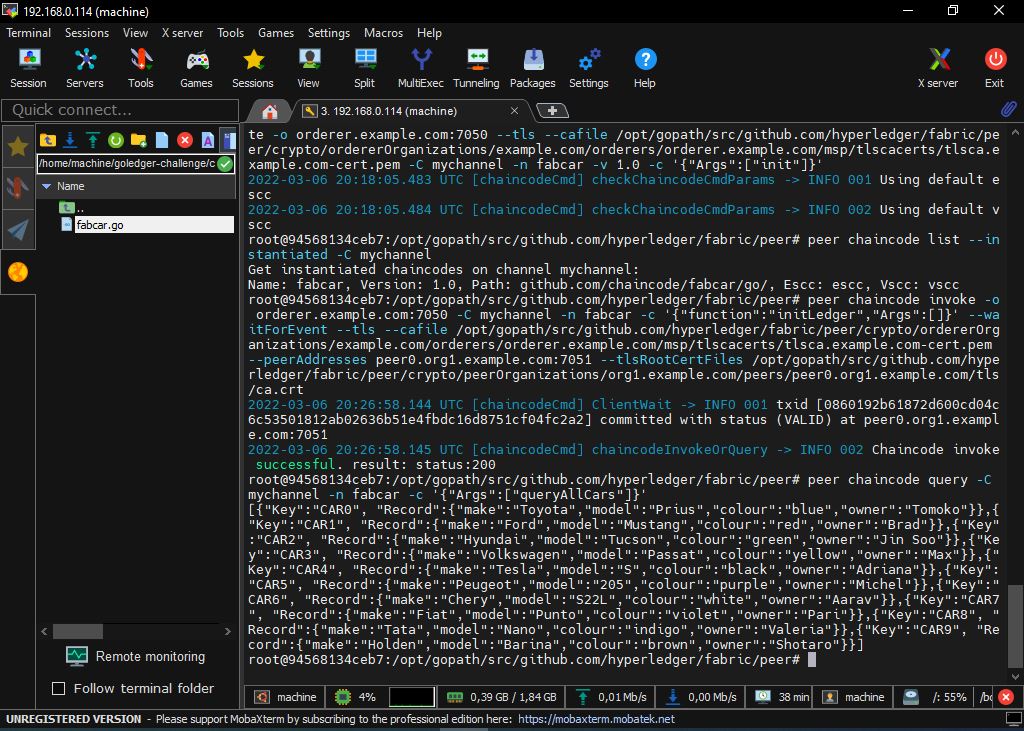 192.168.0.114 (machine)
Terminal Sessions View X server Tools Games Settings Macros Help
Session Servers Tools Games Sessions View Split MultiExec Tunneling Packages Settings Help X server Exit
Quick connect...
3. 192.168.0.114 (machine)
/home/machine/goledger-challenge/c
Name
..
fabcar.go
te -o orderer.example.com:7050 --tls --cafile /opt/gopath/src/github.com/hyperledger/fabric/pe
er/crypto/ordererOrganizations/example.com/orderers/orderer.example.com/msp/tlscacerts/tlsca.e
xample.com-cert.pem -C mychannel -n fabcar -v 1.0 -c '{"Args":["init"]}'
2022-03-06 20:18:05.483 UTC [chaincodeCmd] checkChaincodeCmdParams -> INFO 001 Using default e
scc
2022-03-06 20:18:05.484 UTC [chaincodeCmd] checkChaincodeCmdParams -> INFO 002 Using default v
scc
root@94568134ceb7:/opt/gopath/src/github.com/hyperledger/fabric/peer# peer chaincode list --in
stantiated -C mychannel
Get instantiated chaincodes on channel mychannel:
Name: fabcar, Version: 1.0, Path: github.com/chaincode/fabcar/go/, Escc: escc, Vscc: vscc
root@94568134ceb7:/opt/gopath/src/github.com/hyperledger/fabric/peer# peer chaincode invoke -o
orderer.example.com:7050 -C mychannel -n fabcar -c '{"function":"initLedger","Args":[]}' --wa
itForEvent --tls --cafile /opt/gopath/src/github.com/hyperledger/fabric/peer/crypto/ordererOrg
anizations/example.com/orderers/orderer.example.com/msp/tlscacerts/tlsca.example.com-cert.pem
--peerAddresses peer0.org1.example.com:7051 --tlsRootCertFiles /opt/gopath/src/github.com/hype
rledger/fabric/peer/crypto/peerOrganizations/org1.example.com/peers/peer0.org1.example.com/tls
/ca.crt
2022-03-06 20:26:58.144 UTC [chaincodeCmd] ClientWait -> INFO 001 txid [0860192b61872d600cd04c
6c53501812ab02636b51e4fbdc16d8751cf04fc2a2] committed with status (VALID) at peer0.org1.exampl
e.com:7051
2022-03-06 20:26:58.145 UTC [chaincodeCmd] chaincodeInvokeOrQuery -> INFO 002 Chaincode invoke
successful. result: status:200
root@94568134ceb7:/opt/gopath/src/github.com/hyperledger/fabric/peer# peer chaincode query -C
mychannel -n fabcar -c '{"Args":["queryAllCars"]}'
[{"Key":"CAR0", "Record":{"make":"Toyota","model":"Prius","colour":"blue","owner":"Tomoko"}},{
"Key":"CAR1", "Record":{"make":"Ford","model":"Mustang","colour":"red","owner":"Brad"}},{"Key"
:"CAR2", "Record":{"make":"Hyundai","model":"Tucson","colour":"green","owner":"Jin Soo"}},{"Ke
y":"CAR3", "Record":{"make":"Volkswagen","model":"Passat","colour":"yellow","owner":"Max"}},{"
Key":"CAR4", "Record":{"make":"Tesla","model":"S","colour":"black","owner":"Adriana"}},{"Key":
"CAR5", "Record":{"make":"Peugeot","model":"205","colour":"purple","owner":"Michel"}},{"Key":"
CAR6", "Record":{"make":"Chery","model":"S22L","colour":"white","owner":"Aarav"}},{"Key":"CAR7
", "Record":{"make":"Fiat","model":"Punto","colour":"violet","owner":"Pari"}},{"Key":"CAR8", "
Record":{"make":"Tata","model":"Nano","colour":"indigo","owner":"Valeria"}},{"Key":"CAR9", "Re
cord":{"make":"Holden","model":"Barina","colour":"brown","owner":"Shotaro"}}]
root@94568134ceb7:/opt/gopath/src/github.com/hyperledger/fabric/peer#
Remote monitoring
Follow terminal folder
machine 4% 0,39 GB / 1,84 GB 0,01 Mb/s 0,00 Mb/s 38 min machine /: 55% /bo
UNREGISTERED VERSION - Please support MobaXterm by subscribing to the professional edition here: https://mobaxterm.mobatek.net